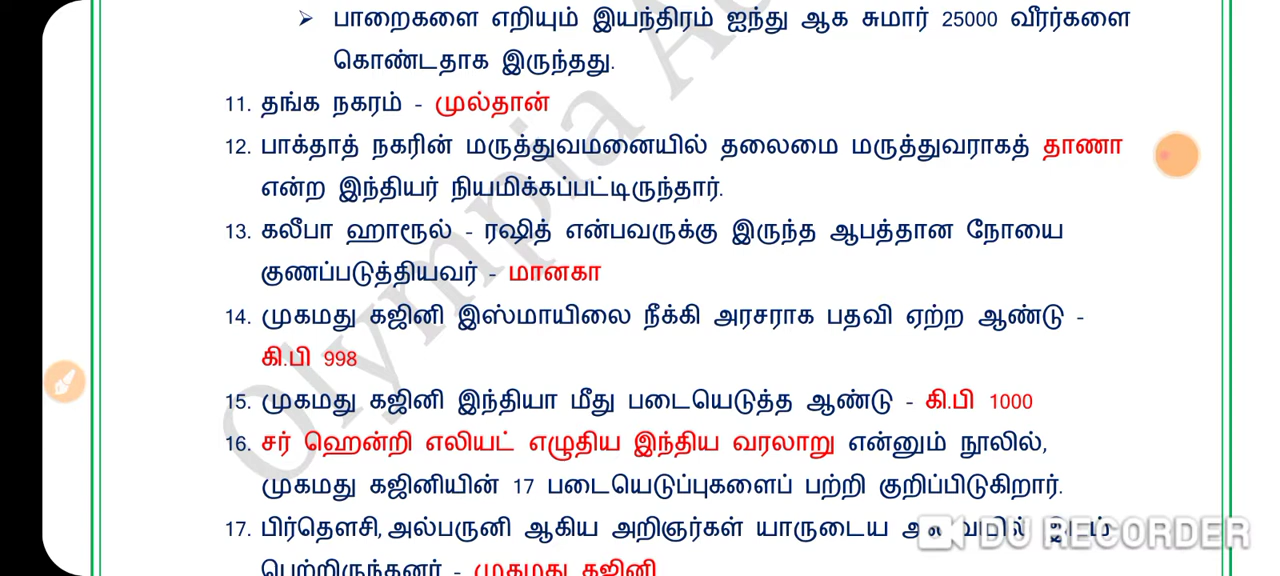 ➢ பாறைகளை எறியும் இயந்திரம் ஐந்து ஆக சுமார் 25000 வீரர்களை
கொண்டதாக இருந்தது.
11. தங்க நகரம் - முல்தான்
12. பாக்தாத் நகரின் மருத்துவமனையில் தலைமை மருத்துவராகத் தாணா
என்ற இந்தியர் நியமிக்கப்பட்டிருந்தார்.
13. கலீபா ஹாரூல் - ரஷித் என்பவருக்கு இருந்த ஆபத்தான நோயை
குணப்படுத்தியவர் - மானகா
14. முகமது கஜினி இஸ்மாயிலை நீக்கி அரசராக பதவி ஏற்ற ஆண்டு -
கி.பி 998
15. முகமது கஜினி இந்தியா மீது படையெடுத்த ஆண்டு - கி.பி 1000
16. சர் ஹென்றி எலியட் எழுதிய இந்திய வரலாறு என்னும் நூலில்,
முகமது கஜினியின் 17 படையெடுப்புகளைப் பற்றி குறிப்பிடுகிறார்.
17. பிர்தௌசி, அல்பருனி ஆகிய அறிஞர்கள் யாருடைய
பெற்றிருந்தனர் - முகமது கஜினி
Olympia
DU RECORDER